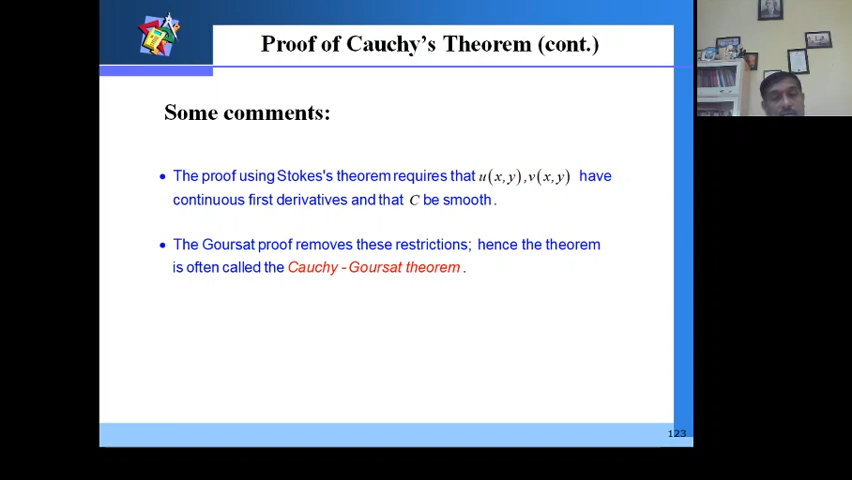 Proof of Cauchy's Theorem (cont.)
Some comments:
• The proof using Stokes's theorem requires that u(x,y),v(x,y) have
continuous first derivatives and that C be smooth.
• The Goursat proof removes these restrictions; hence the theorem
is often called the Cauchy - Goursat theorem.
123